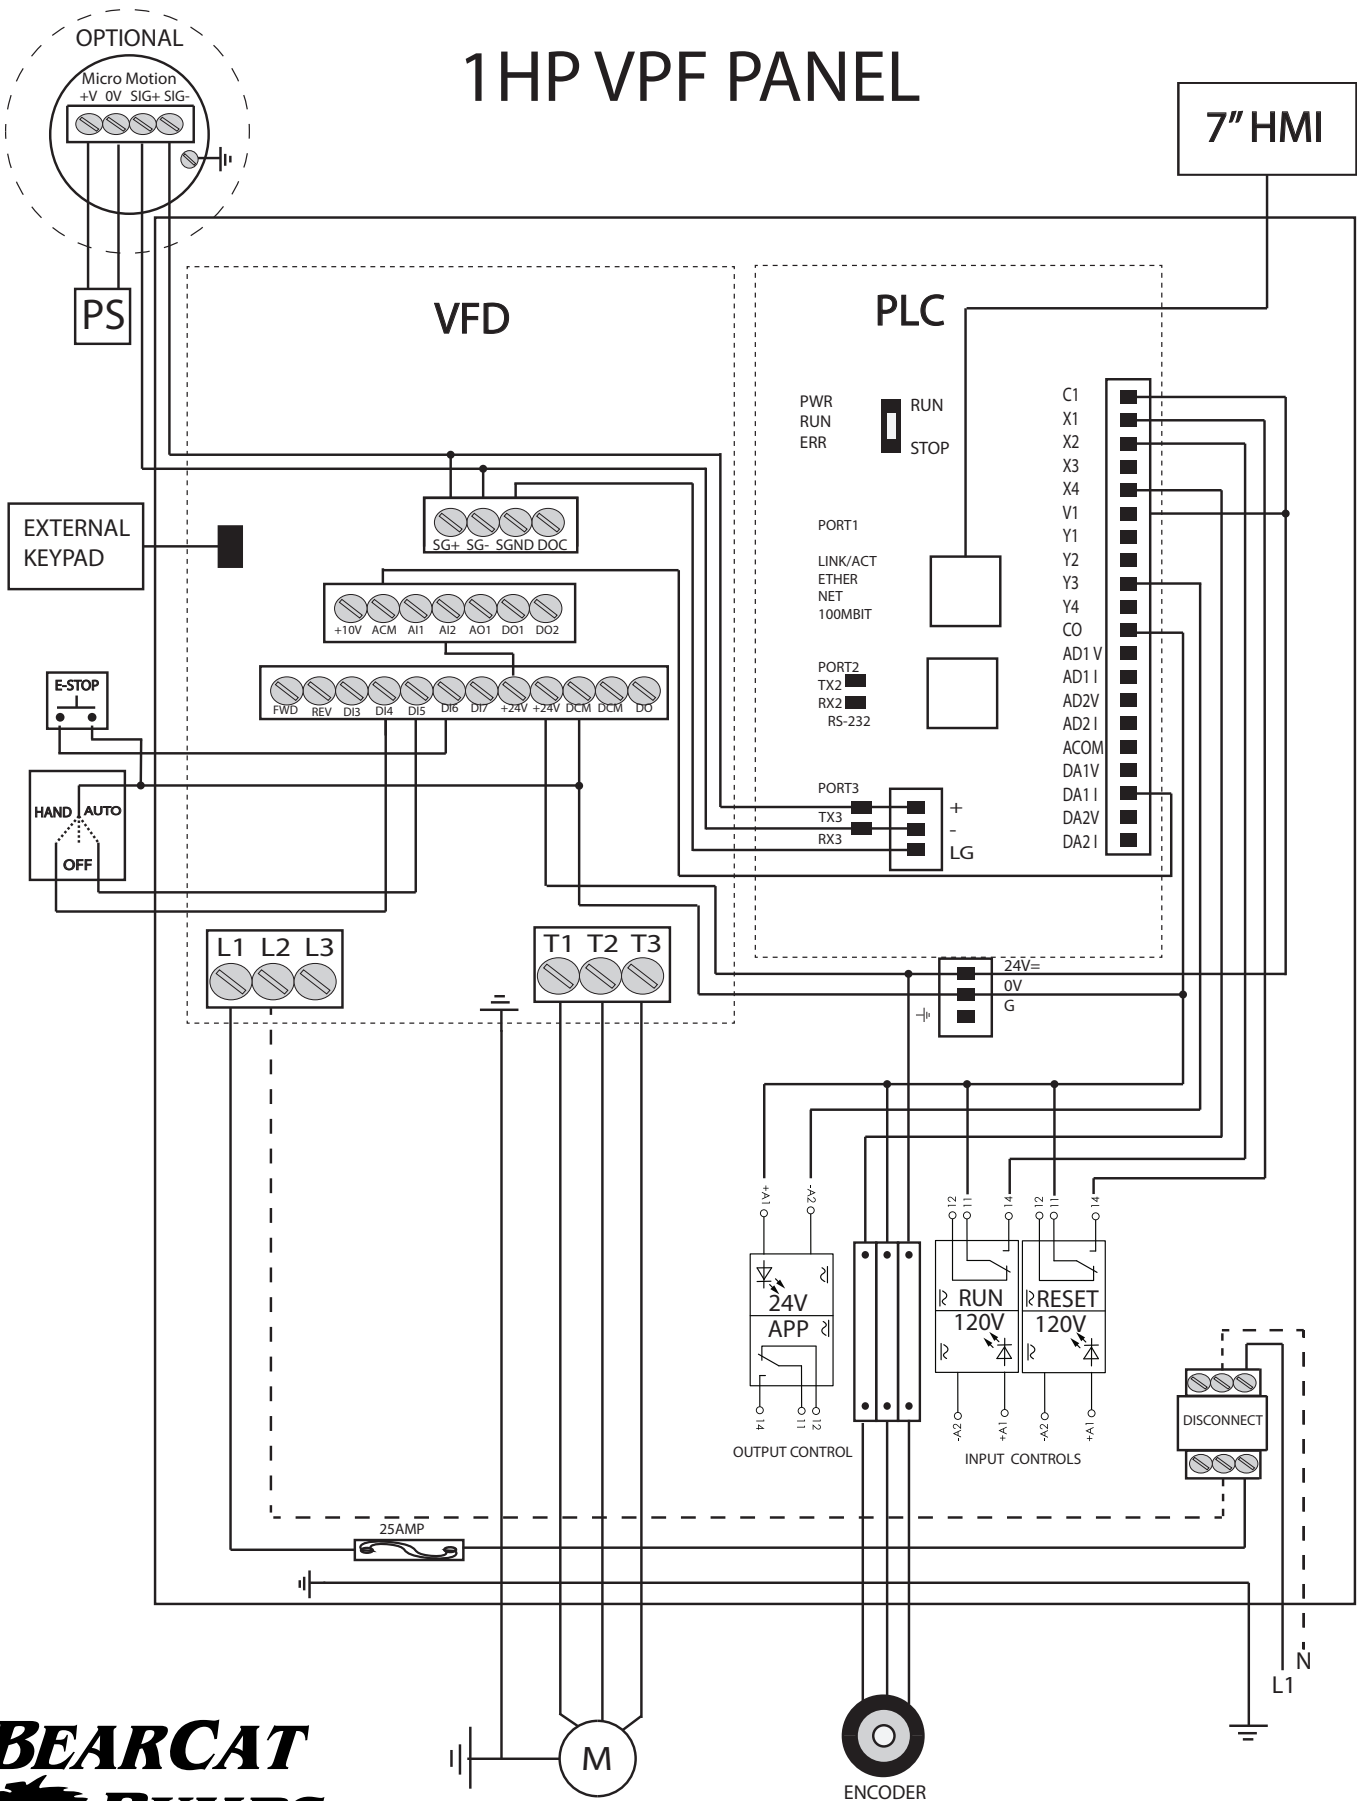 OPTIONAL
Micro Motion
+V 0V SIG+ SIG-
1HP VPF PANEL
7" HMI
PS
VFD
PLC
PWR
RUN
ERR
RUN
STOP
C1
X1
X2
X3
X4
V1
Y1
Y2
Y3
Y4
CO
AD1 V
AD1 I
AD2V
AD2 I
ACOM
DA1V
DA1 I
DA2V
DA2 I
EXTERNAL
KEYPAD
SG+ SG- SGND DOC
PORT1
LINK/ACT
ETHER
NET
100MBIT
+10V ACM AI1 AI2 AO1 DO1 DO2
PORT2
TX2
RX2
RS-232
E-STOP
FWD REV DI3 DI4 DI5 DI6 DI7 +24V +24V DCM DCM DO
HAND AUTO
OFF
PORT3
TX3
RX3
+
-
LG
L1 L2 L3
T1 T2 T3
24V=
0V
G
+A1
-A2
12
11
14
12
11
14
24V
APP
RUN
120V
RESET
120V
14
11
12
-A2
+A1
-A2
+A1
OUTPUT CONTROL
INPUT CONTROLS
DISCONNECT
25AMP
N
L1
M
ENCODER
BEARCAT